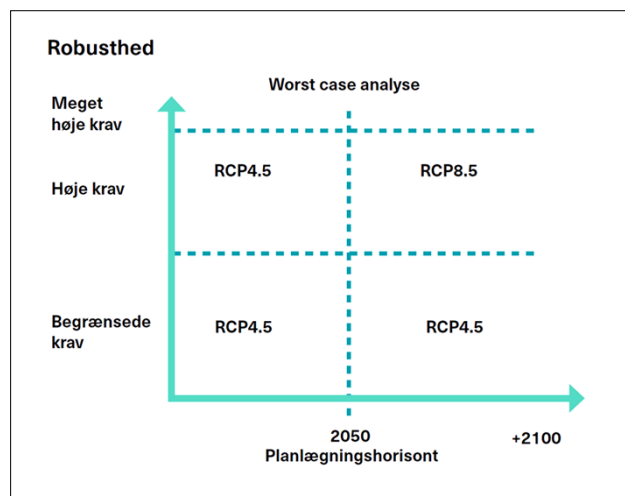 Robusthed
Worst case analyse
Meget
høje krav
RCP4.5
RCP8.5
Høje krav
Begrænsede
krav
RCP4.5
RCP4.5
2050
+2100
Planlægningshorisont